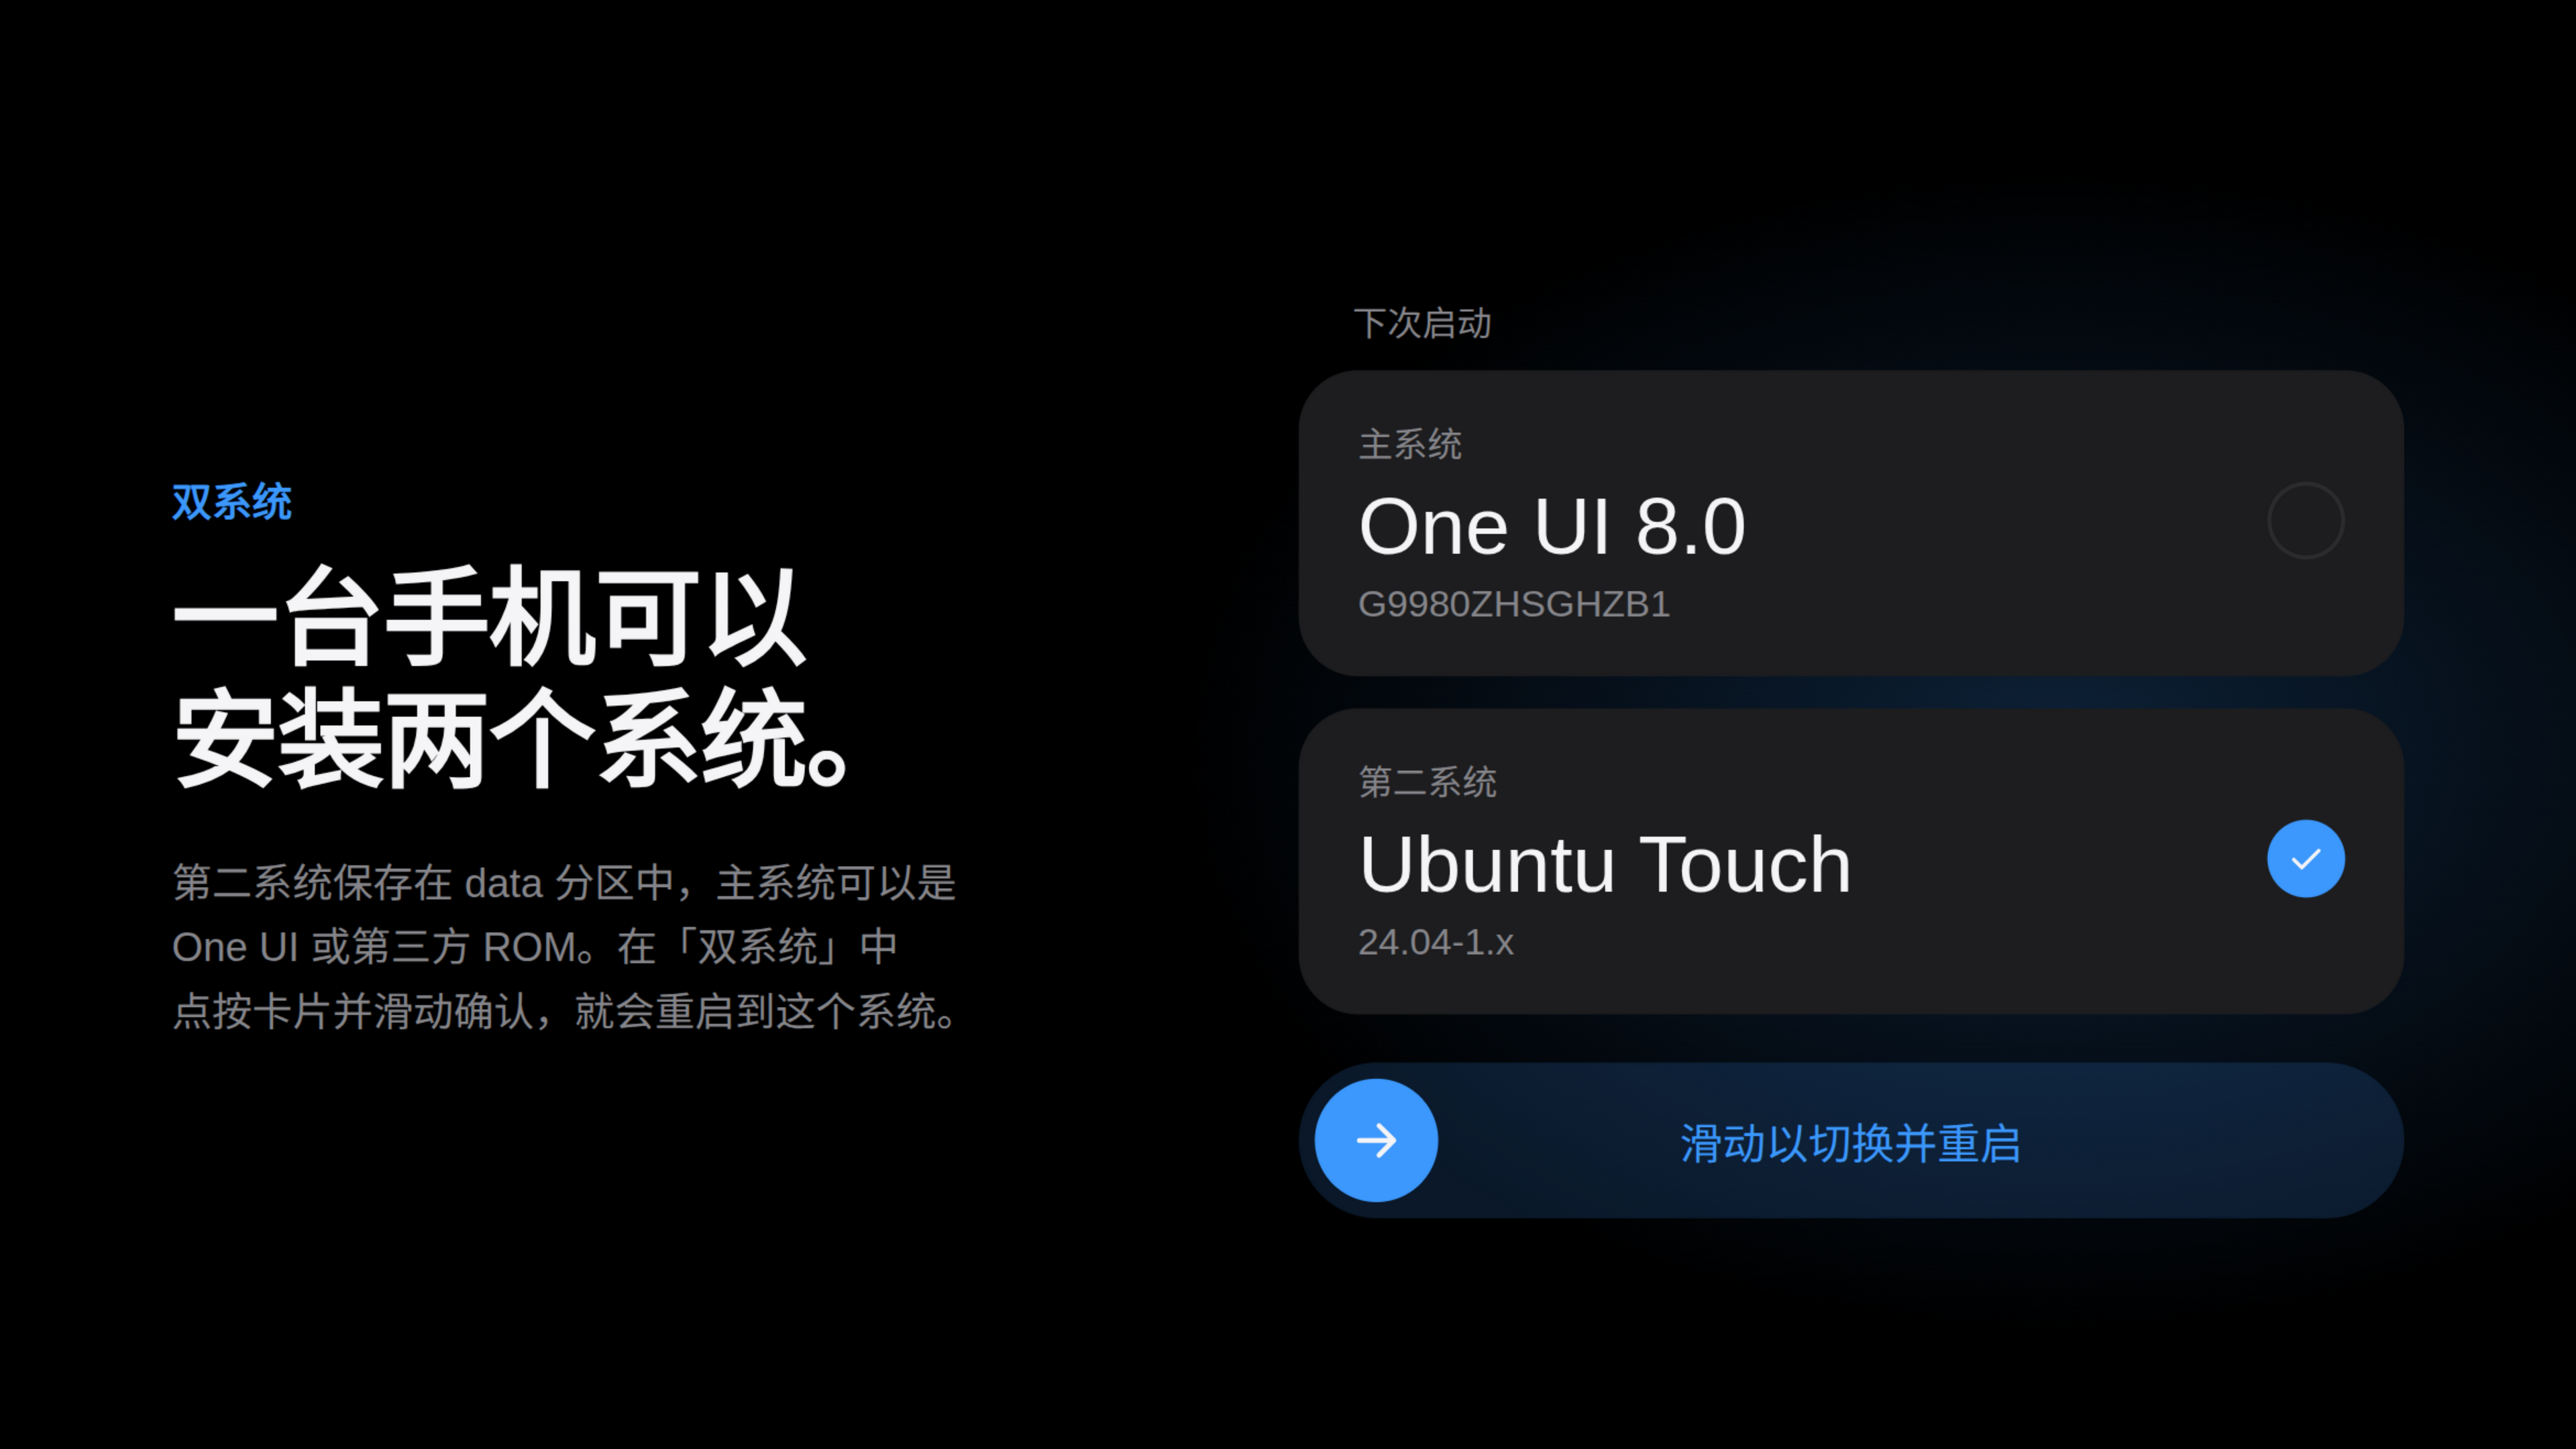 双系统
一台手机可以
安装两个系统。
第二系统保存在 data 分区中，主系统可以是
One UI 或第三方 ROM。在「双系统」中
点按卡片并滑动确认，就会重启到这个系统。
下次启动
主系统
One UI 8.0
G9980ZHSGHZB1
第二系统
Ubuntu Touch
24.04-1.x
滑动以切换并重启